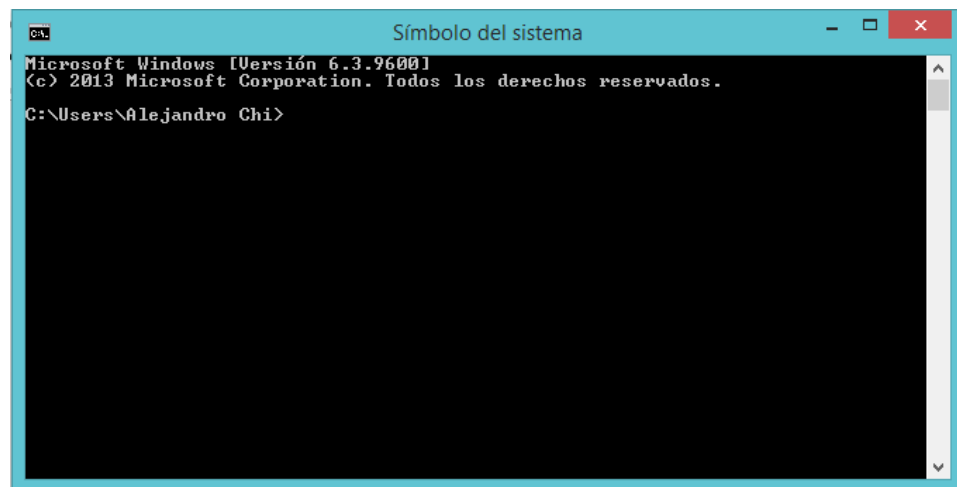 Símbolo del sistema
Microsoft Windows [Versión 6.3.9600]
(c) 2013 Microsoft Corporation. Todos los derechos reservados.
C:\Users\Alejandro Chi>